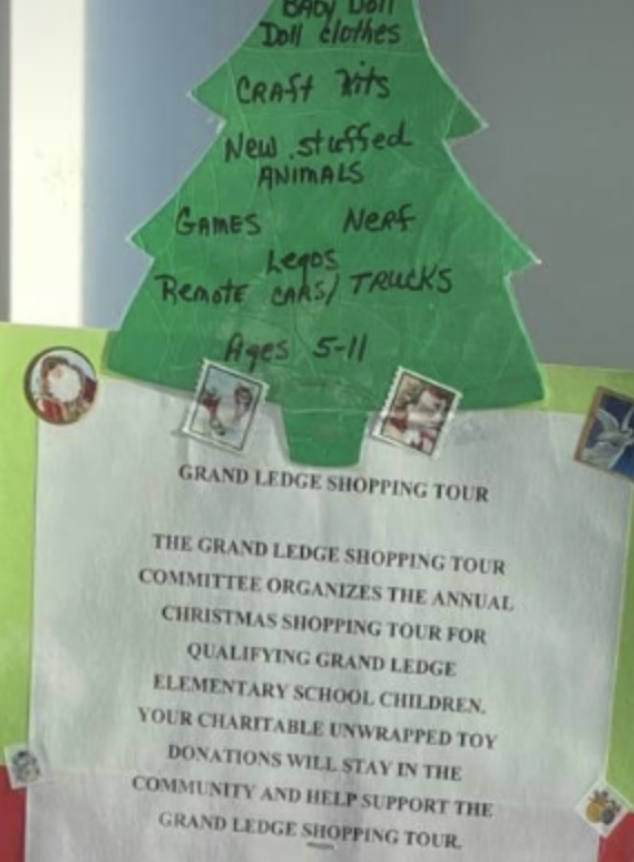 BABY Doll
Doll clothes
CRAft kits
New stuffed
ANIMALS
GAMES NeRf
Legos
Remote CARS/ TRUCKS
Ages 5-11
GRAND LEDGE SHOPPING TOUR
THE GRAND LEDGE SHOPPING TOUR
COMMITTEE ORGANIZES THE ANNUAL
CHRISTMAS SHOPPING TOUR FOR
QUALIFYING GRAND LEDGE
ELEMENTARY SCHOOL CHILDREN.
YOUR CHARITABLE UNWRAPPED TOY
DONATIONS WILL STAY IN THE
COMMUNITY AND HELP SUPPORT THE
GRAND LEDGE SHOPPING TOUR.